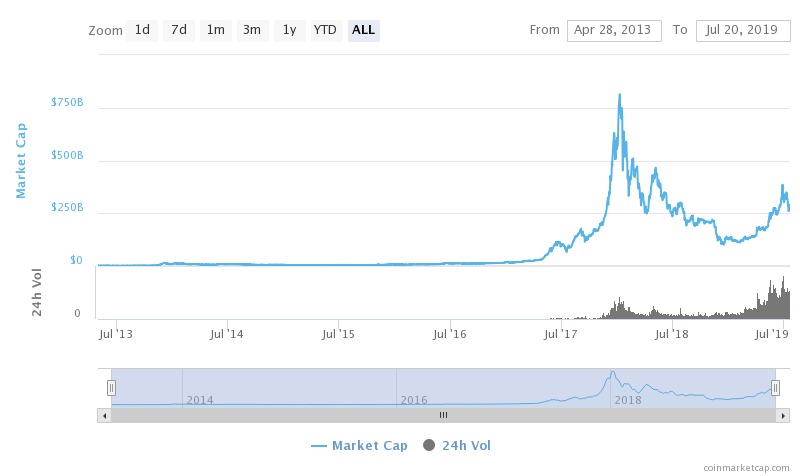 Zoom 1d 7d 1m 3m 1y YTD ALL From Apr 28, 2013 To Jul 20, 2019
Market Cap
$750B
$500B
$250B
$0
24h Vol
0
Jul '13 Jul '14 Jul '15 Jul '16 Jul '17 Jul '18 Jul '19
2014 2016 2018
Market Cap 24h Vol
coinmarketcap.com